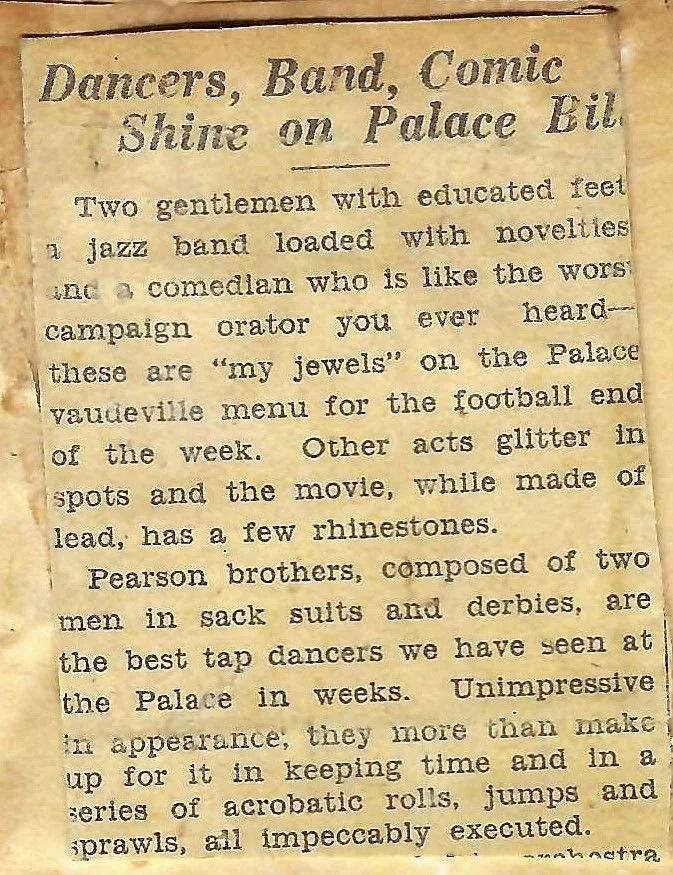 Dancers, Band, Comic
Shine on Palace Bil
Two gentlemen with educated feet
a jazz band loaded with novelties
and a comedian who is like the worst
campaign orator you ever heard—
these are “my jewels” on the Palace
vaudeville menu for the football end
of the week. Other acts glitter in
spots and the movie, while made of
lead, has a few rhinestones.
Pearson brothers, composed of two
men in sack suits and derbies, are
the best tap dancers we have seen at
the Palace in weeks. Unimpressive
in appearance, they more than make
up for it in keeping time and in a
series of acrobatic rolls, jumps and
sprawls, all impeccably executed.
orchestra